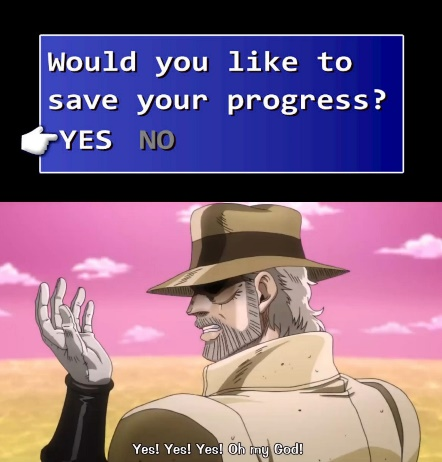 Would you like to
save your progress?
YES NO
Yes! Yes! Yes! Oh my God!